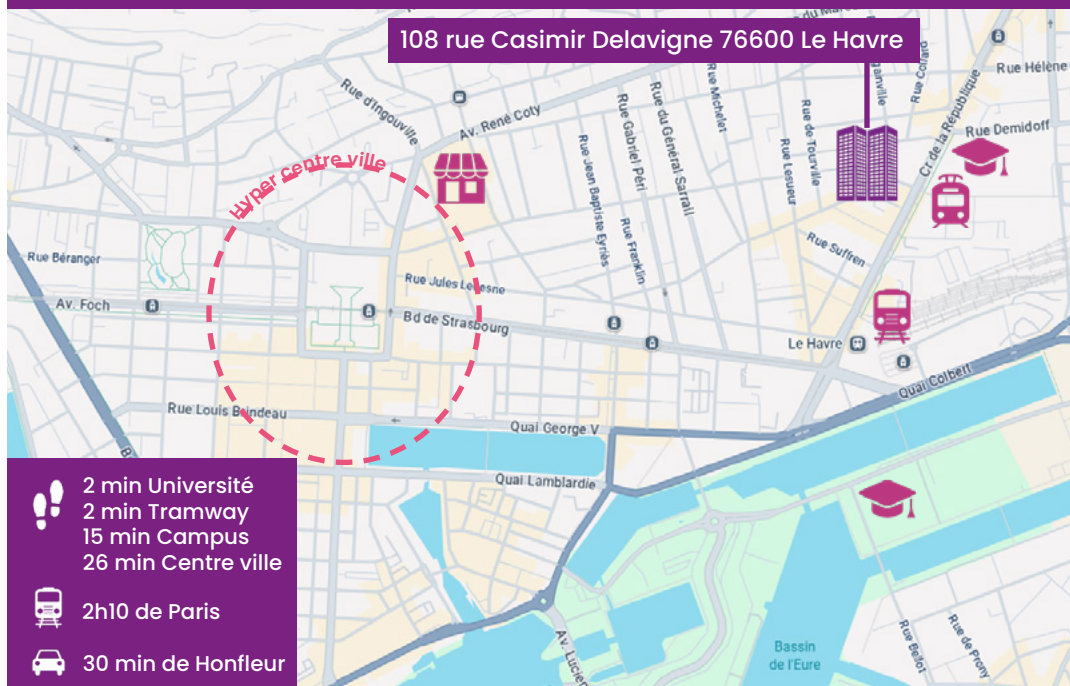 108 rue Casimir Delavigne 76600 Le Havre
Rue Hélène
Rue Collard
Rue d'Ingouville
Av. René Coty
Rue Michelet
Rue du Général Sarrail
Rue Gabriel Péri
Rue de Tourville
Rue Lesueur
Cr de la République
Rue Demidoff
Rue Jean Baptiste Eyriès
Rue Franklin
Hyper centre ville
Rue Suffren
Rue Béranger
Rue Jules Lecesne
Av. Foch
Bd de Strasbourg
Le Havre
Quai Colbert
Rue Louis Brindeau
Quai George V
Quai Lamblardie
2 min Université
2 min Tramway
15 min Campus
26 min Centre ville
2h10 de Paris
30 min de Honfleur
Av. Lucien
Bassin
de l'Eure
Rue Bellot
Rue de Prony